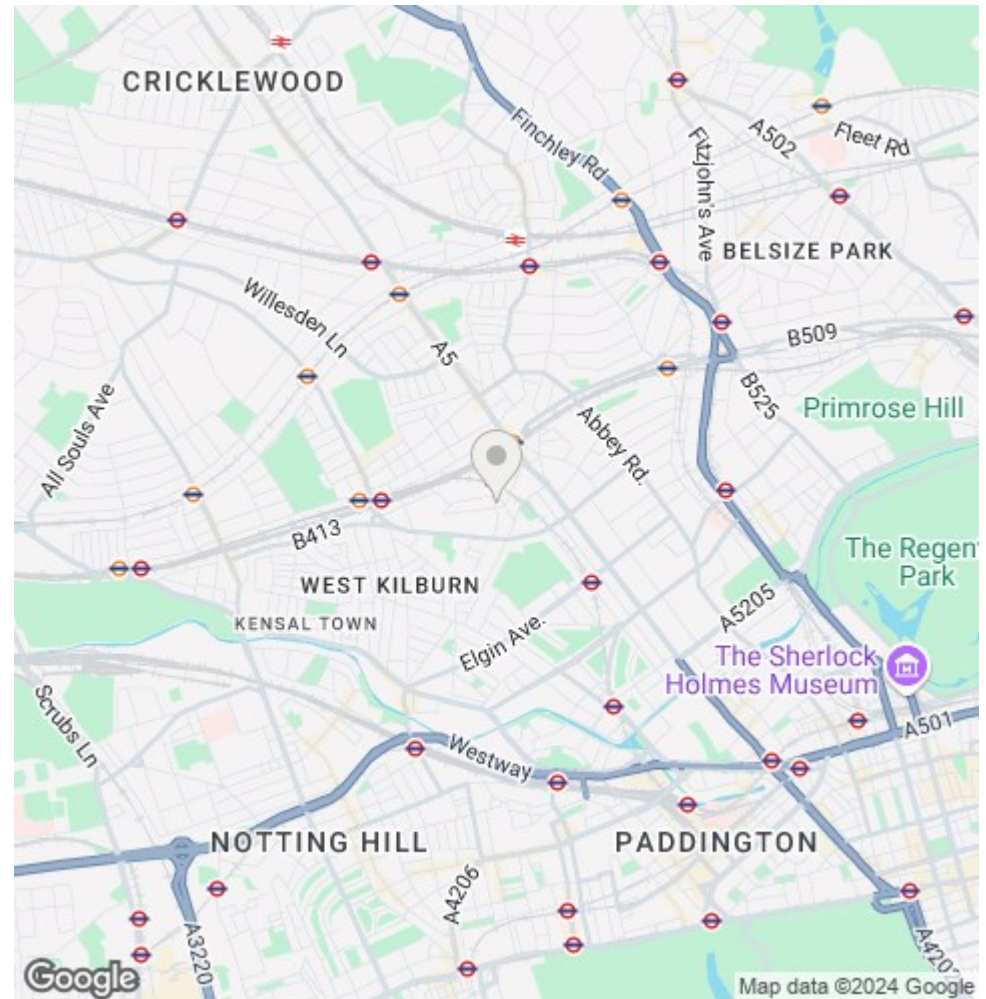 CRICKLEWOOD
Finchley Rd
Fitzjohn's Ave
A502
Fleet Rd
BELSIZE PARK
Willesden Ln
A5
B509
B525
Primrose Hill
All Souls Ave
Abbey Rd.
B413
The Regen
Park
WEST KILBURN
KENSAL TOWN
A5205
Elgin Ave.
The Sherlock
Holmes Museum
Scrubs Ln
A501
Westway
NOTTING HILL
PADDINGTON
A4206
A3220
A420
Google
Map data ©2024 Google